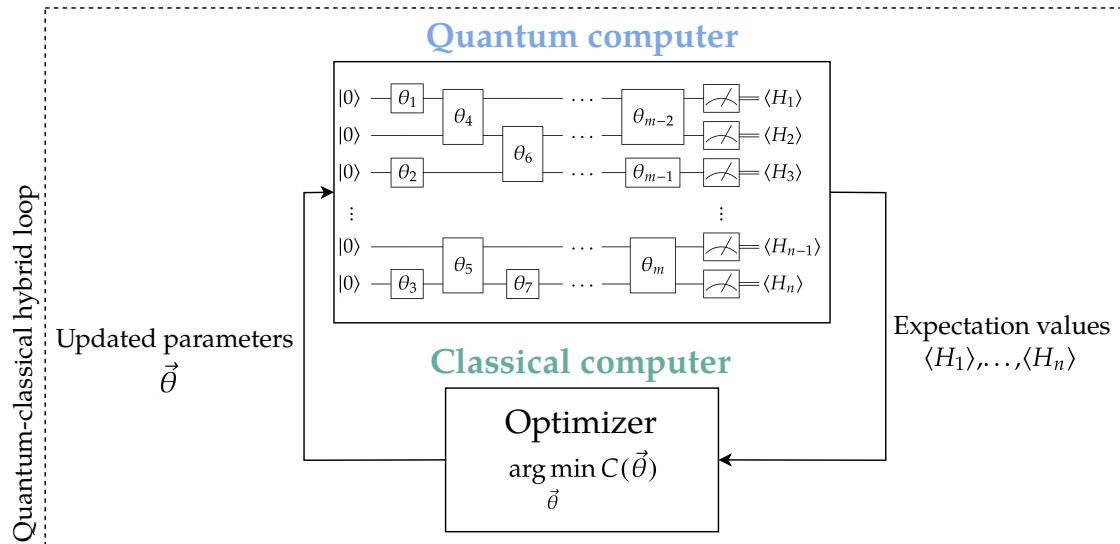 Quantum-classical hybrid loop
Quantum computer
|0⟩ θ₁ θ₄ ⋯ θₘ₋₂ ⟨H₁⟩
|0⟩ θ₆ ⋯ ⟨H₂⟩
|0⟩ θ₂ ⋯ θₘ₋₁ ⟨H₃⟩
⋮ ⋮
|0⟩ θ₅ ⋯ θₘ ⟨Hₙ₋₁⟩
|0⟩ θ₃ θ₇ ⋯ ⟨Hₙ⟩
Updated parameters
θ⃗
Expectation values
⟨H₁⟩,…,⟨Hₙ⟩
Classical computer
Optimizer
arg min C(θ⃗)
θ⃗